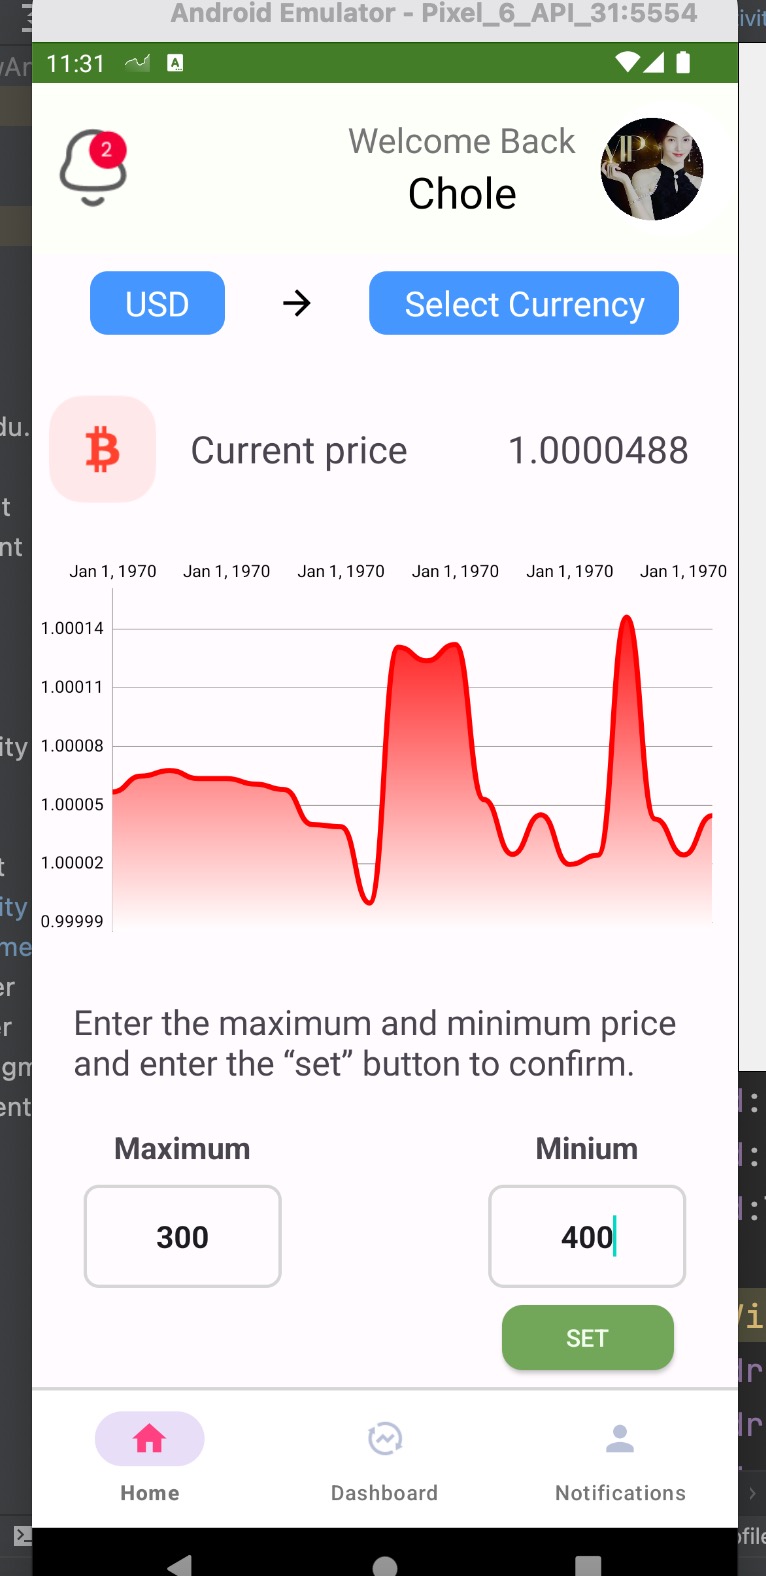 Android Emulator - Pixel_6_API_31:5554
11:31
A
2
Welcome Back
VIP
Chole
USD
Select Currency
Current price
1.0000488
Jan 1, 1970 Jan 1, 1970 Jan 1, 1970 Jan 1, 1970 Jan 1, 1970 Jan 1, 1970
1.00014
1.00011
1.00008
1.00005
1.00002
0.99999
Enter the maximum and minimum price
and enter the “set” button to confirm.
Maximum
Minium
300
400
SET
Home
Dashboard
Notifications